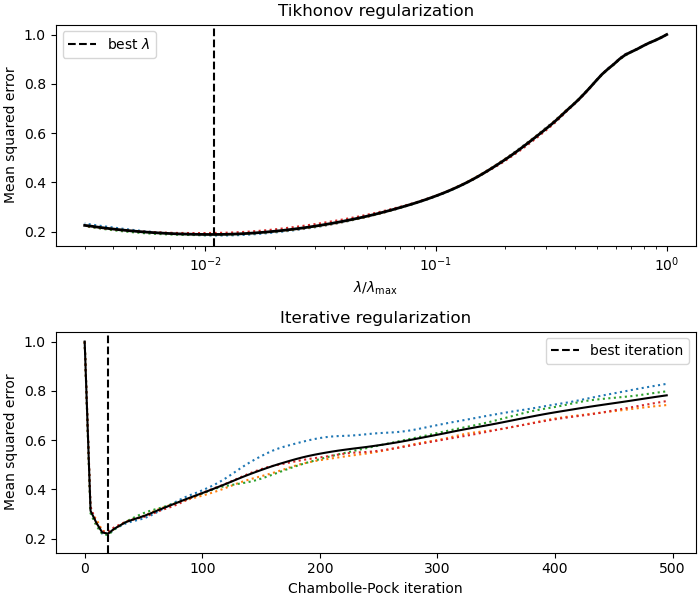 Tikhonov regularization
Mean squared error
1.0
0.8
0.6
0.4
0.2
best λ
10⁻²
10⁻¹
10⁰
λ/λmax
Iterative regularization
Mean squared error
1.0
0.8
0.6
0.4
0.2
best iteration
0
100
200
300
400
500
Chambolle-Pock iteration